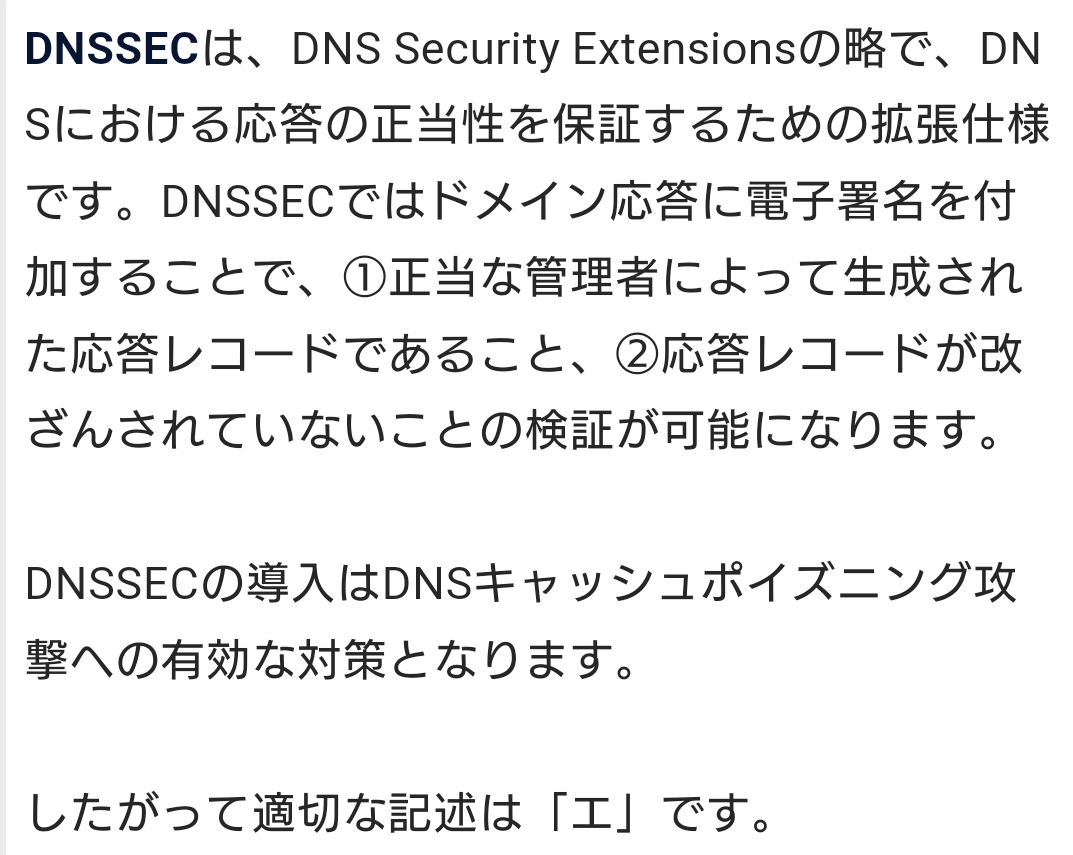 DNSSECは、DNS Security Extensionsの略で、DN
Sにおける応答の正当性を保証するための拡張仕様
です。DNSSECではドメイン応答に電子署名を付
加することで、①正当な管理者によって生成され
た応答レコードであること、②応答レコードが改
ざんされていないことの検証が可能になります。
DNSSECの導入はDNSキャッシュポイズニング攻
撃への有効な対策となります。
したがって適切な記述は「エ」です。